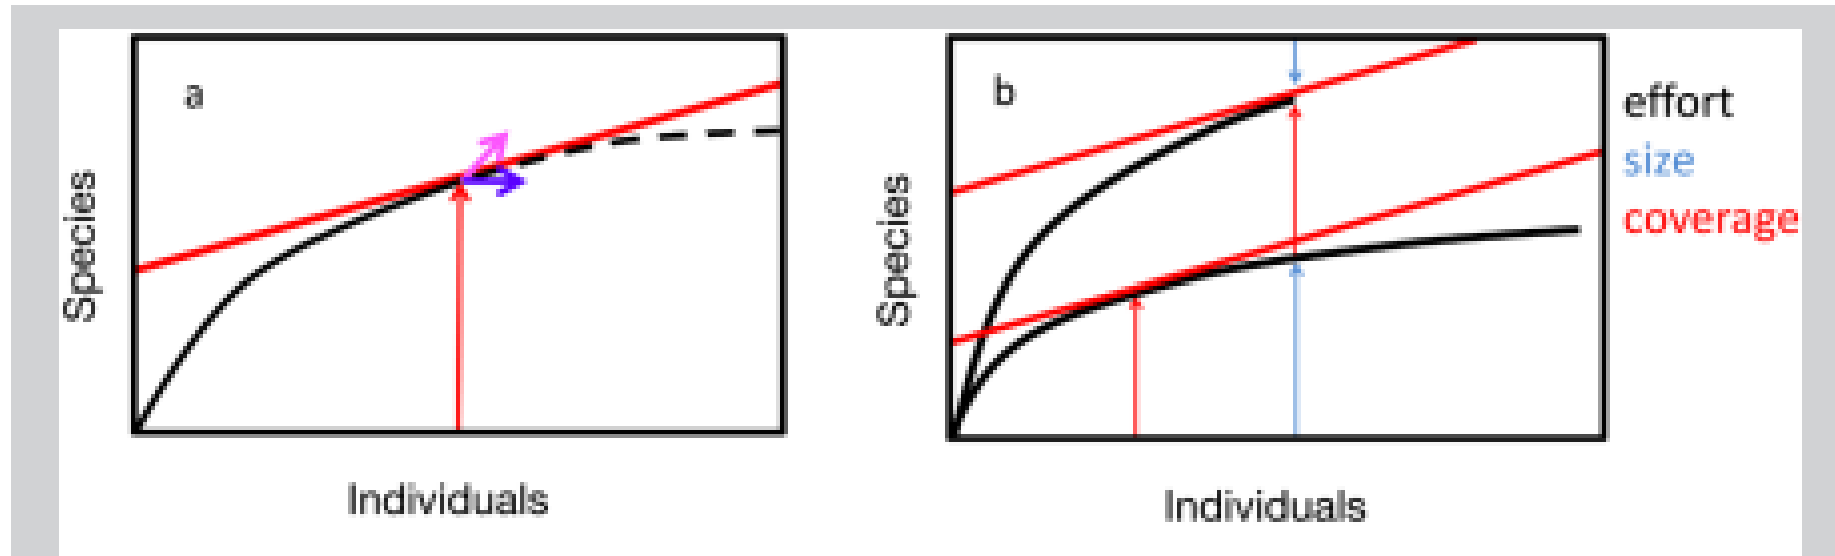 a
Species
Individuals
b
Species
Individuals
effort
size
coverage